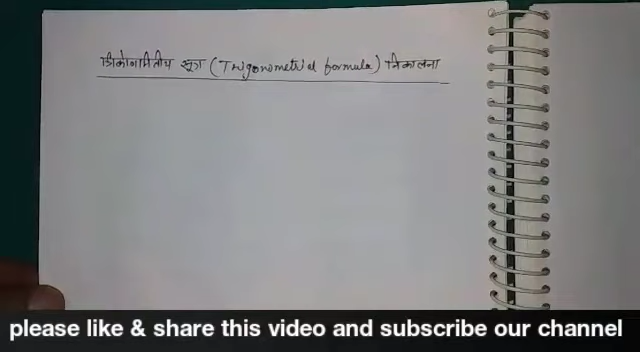 त्रिकोणमितीय सूत्र (Trigonometrical formula) निकालना
please like & share this video and subscribe our channel